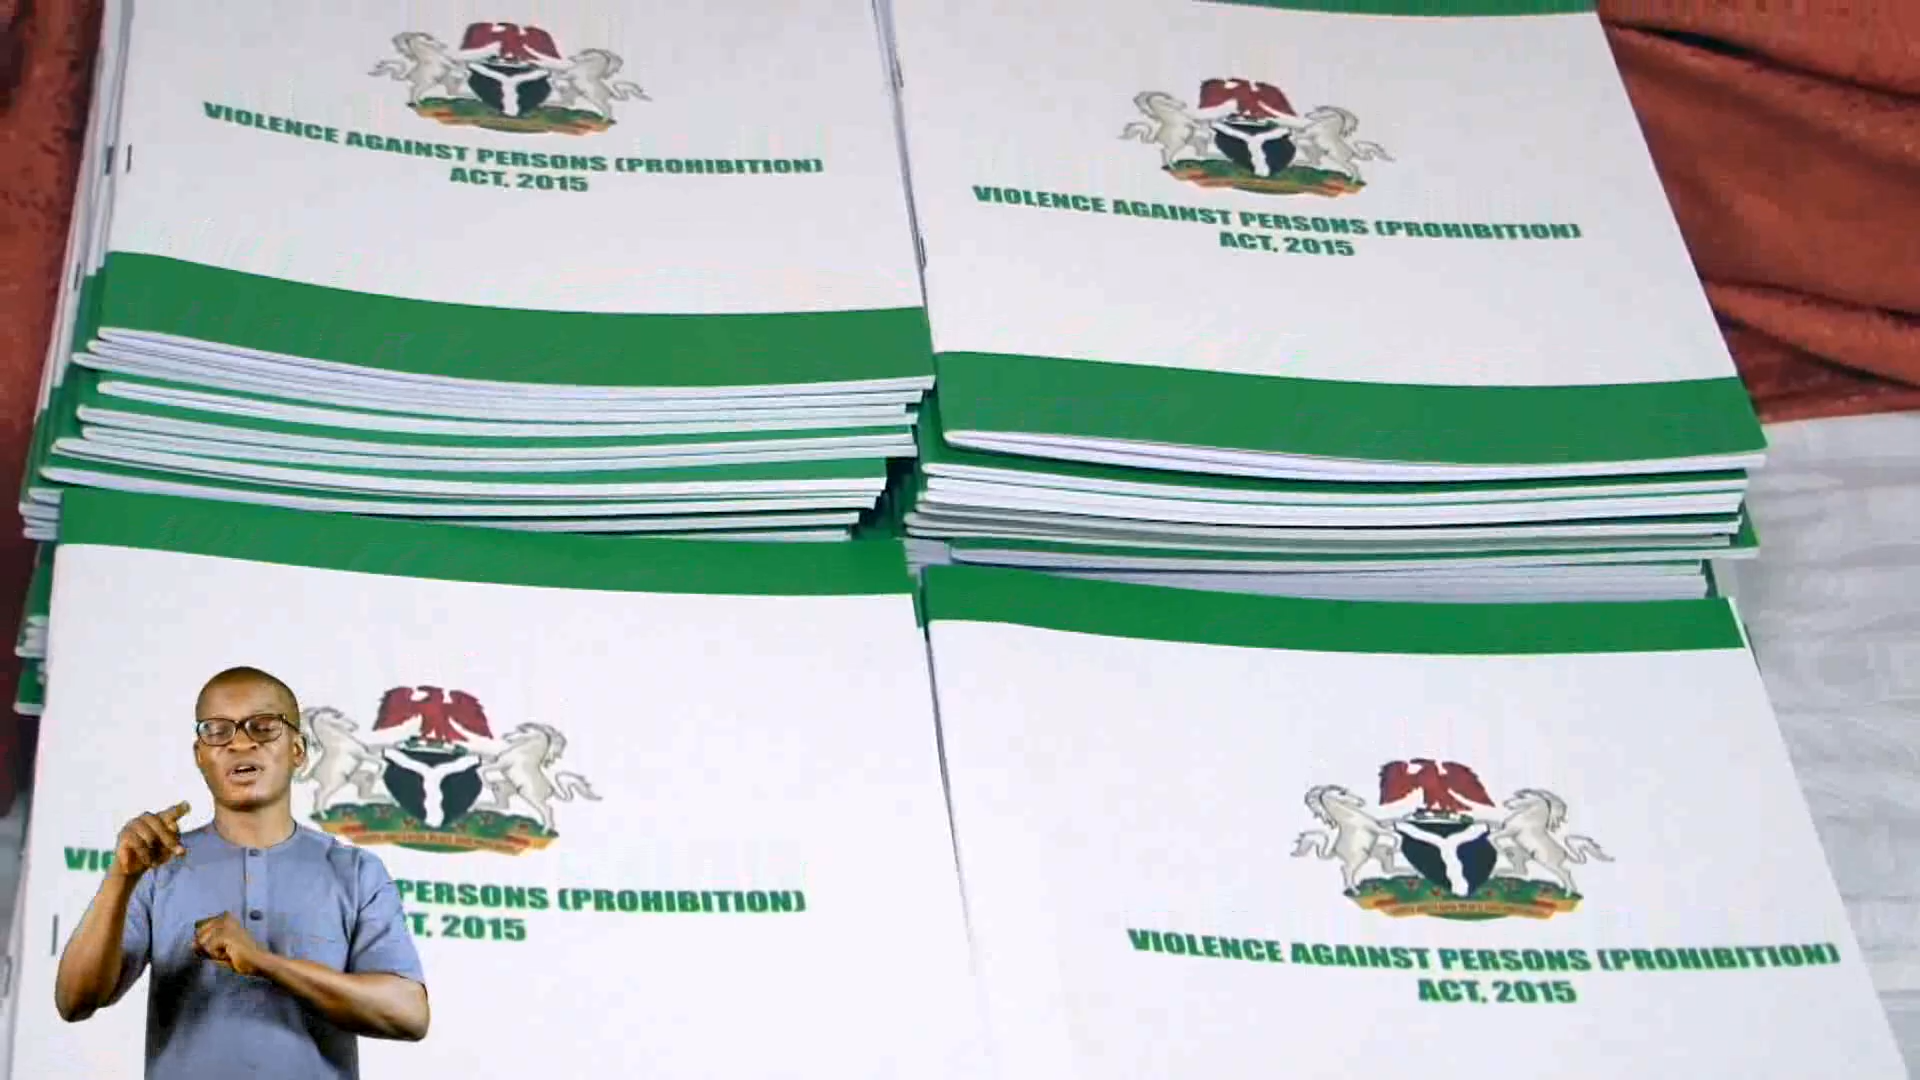 VIOLENCE AGAINST PERSONS (PROHIBITION)
ACT, 2015
VIOLENCE AGAINST PERSONS (PROHIBITION)
ACT, 2015
PERSONS (PROHIBITION)
T, 2015
VIOLENCE AGAINST PERSONS (PROHIBITION)
ACT, 2015